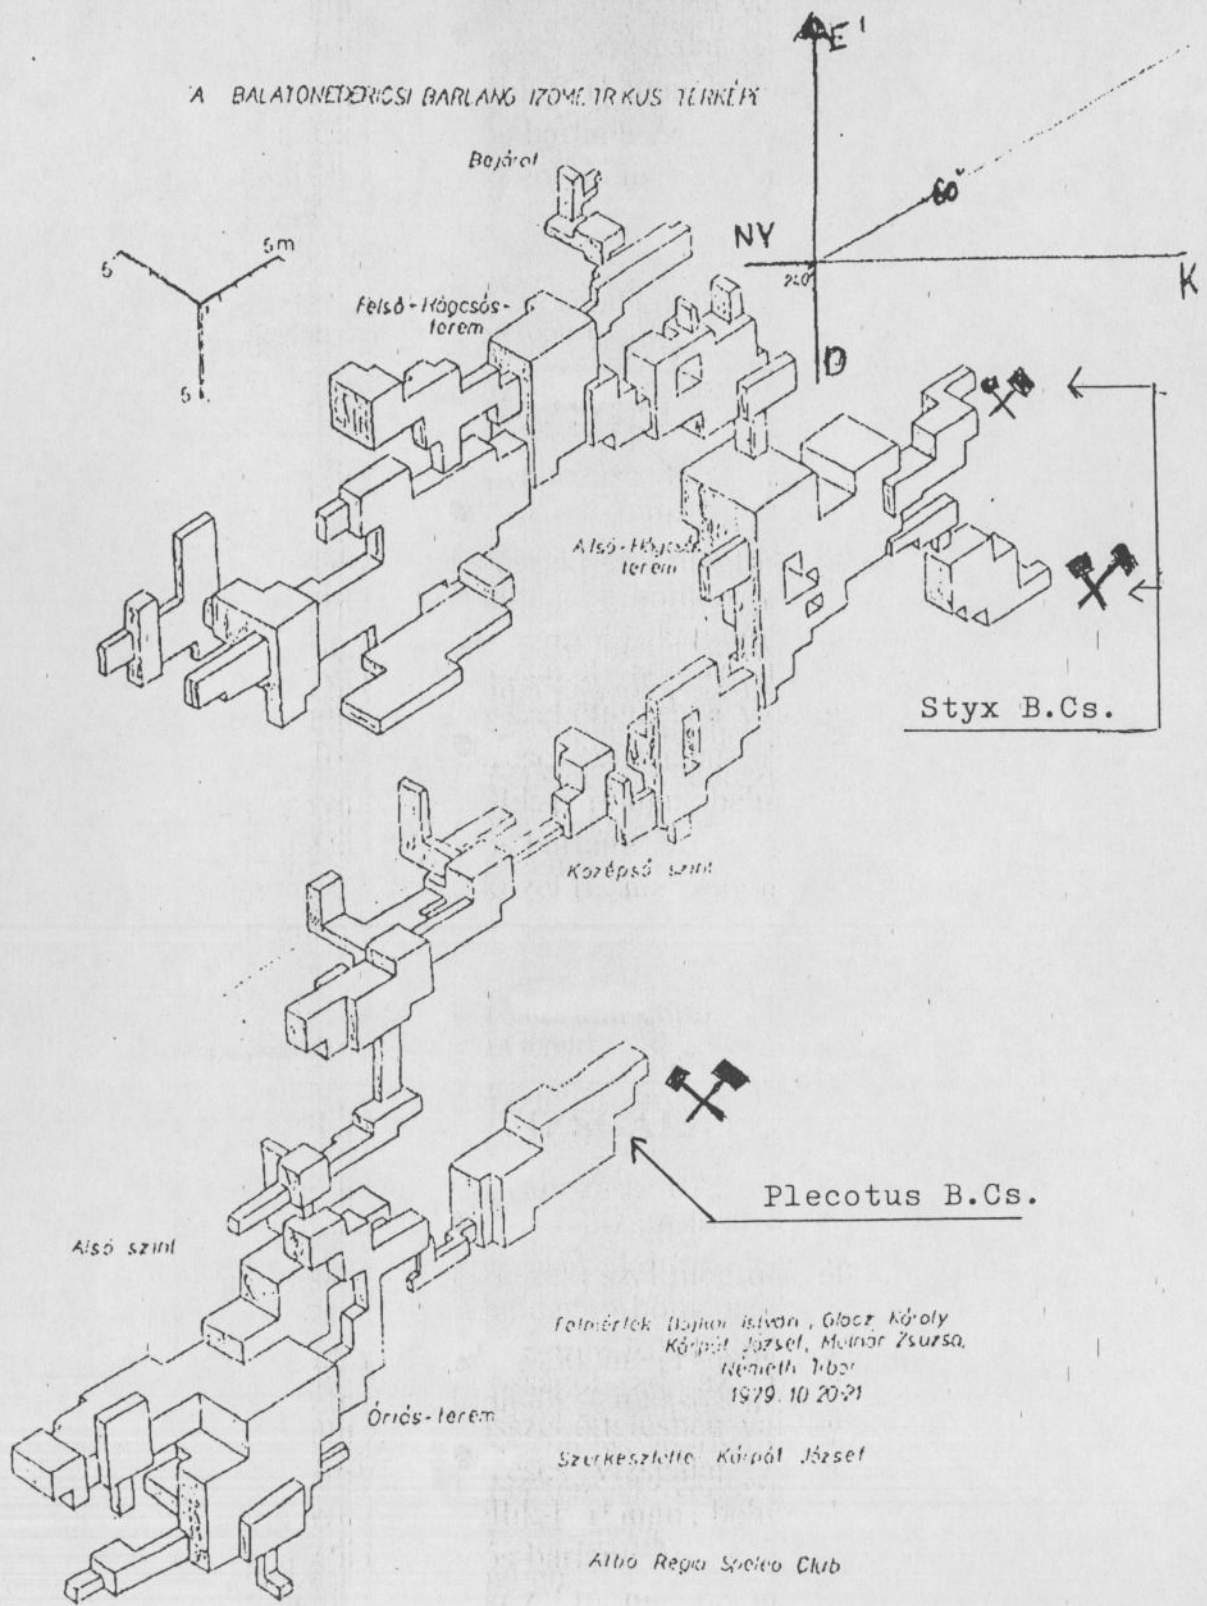 É
A BALATONEDERICSI BARLANG IZOMETRIKUS TÉRKÉPE
Bejárat
60°
NY
K
240°
D
5m
5
5
Felső-Hágcsós-
terem
Alsó-Hágcsós
terem
Styx B.Cs.
Középső szint
Plecotus B.Cs.
Alsó szint
Felmérték István, Glocz Károly
Kárpát József, Molnár Zsuzsa,
Németh Tibor
1979.10.20-21
Óriás-terem
Szerkesztette Kárpát József
Alba Regia Speleo Club